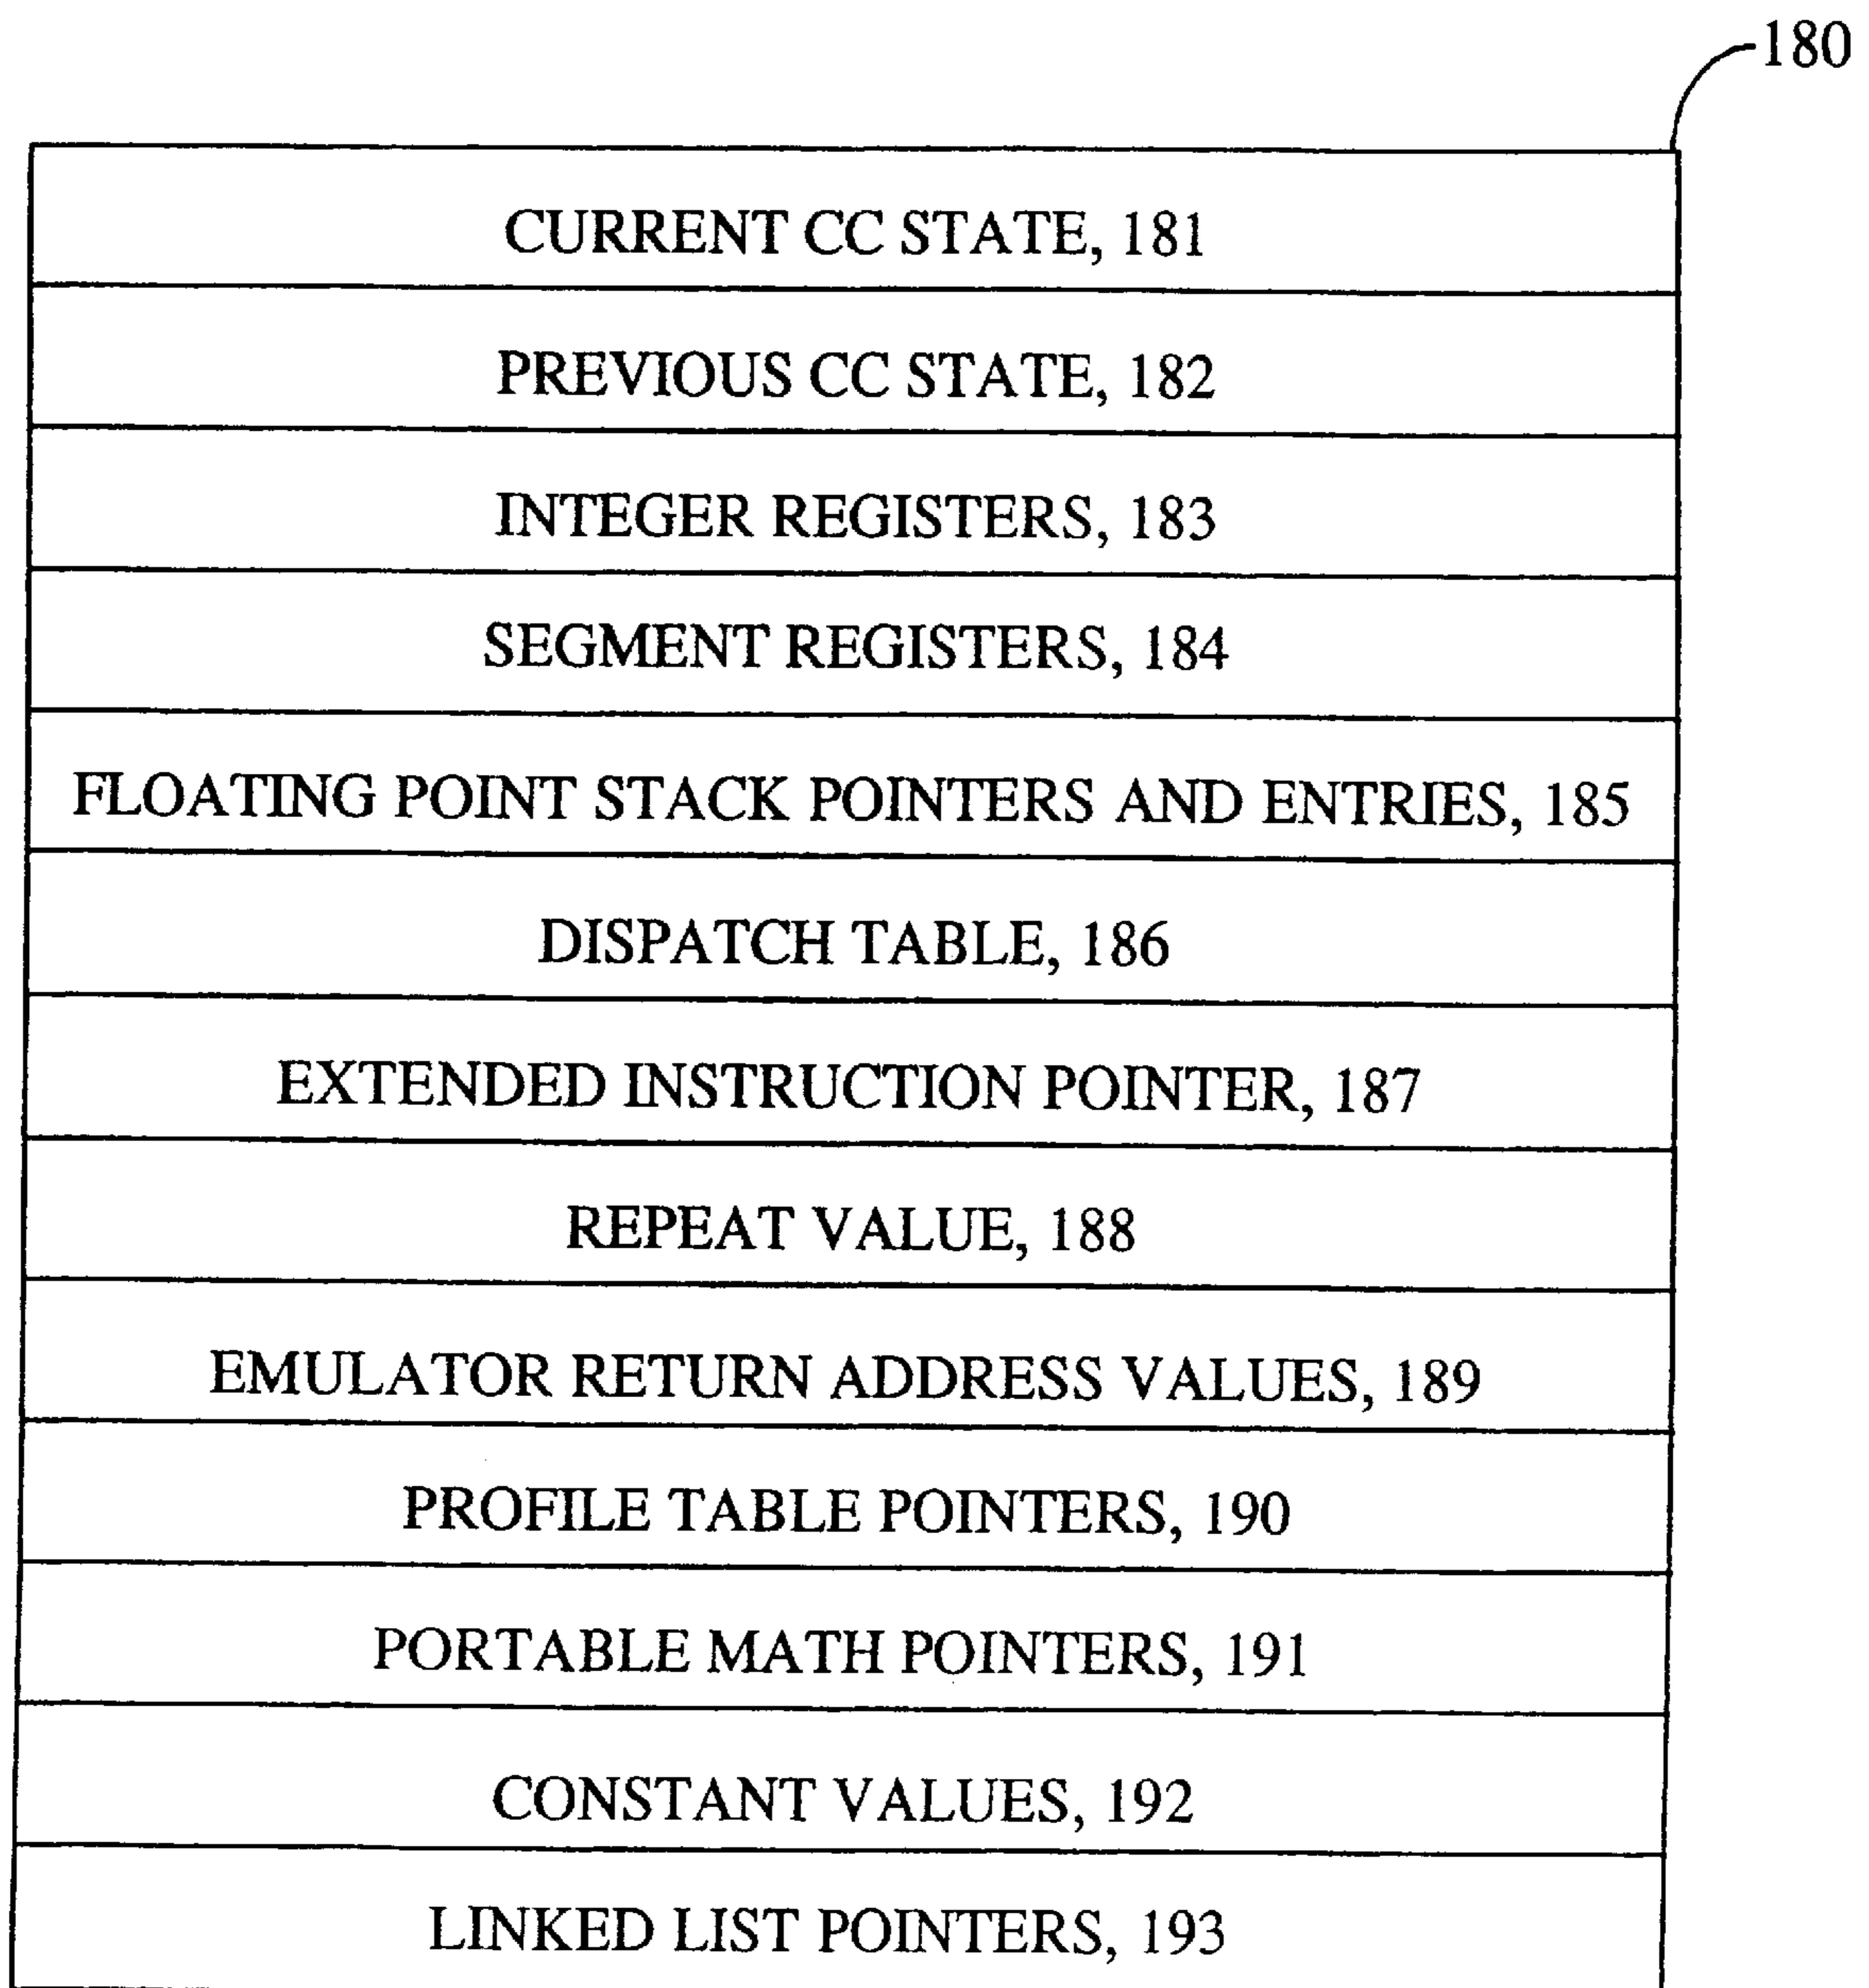 180
CURRENT CC STATE, 181
PREVIOUS CC STATE, 182
INTEGER REGISTERS, 183
SEGMENT REGISTERS, 184
FLOATING POINT STACK POINTERS AND ENTRIES, 185
DISPATCH TABLE, 186
EXTENDED INSTRUCTION POINTER, 187
REPEAT VALUE, 188
EMULATOR RETURN ADDRESS VALUES, 189
PROFILE TABLE POINTERS, 190
PORTABLE MATH POINTERS, 191
CONSTANT VALUES, 192
LINKED LIST POINTERS, 193